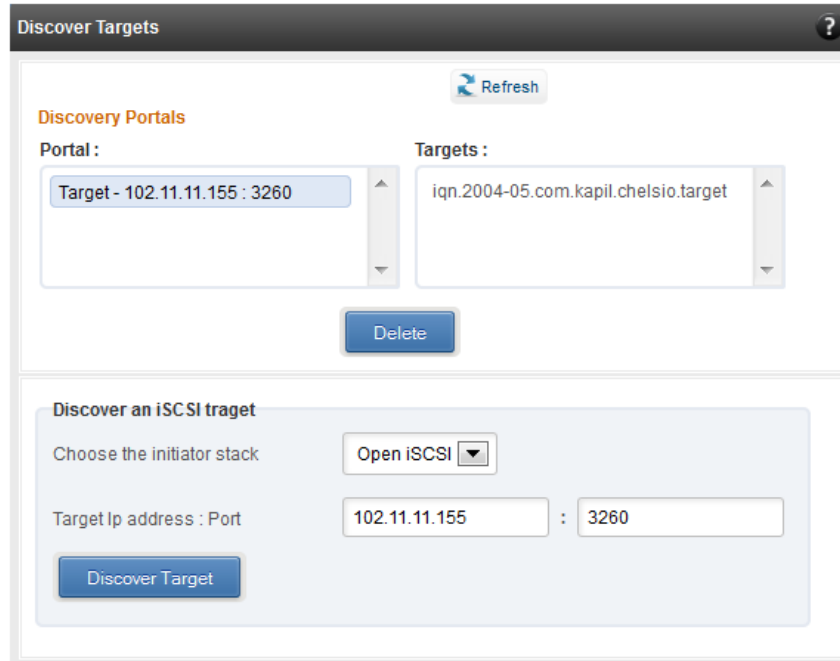 Discover Targets
?
Refresh
Discovery Portals
Portal :
Targets :
Target - 102.11.11.155 : 3260
iqn.2004-05.com.kapil.chelsio.target
Delete
Discover an iSCSI traget
Choose the initiator stack
Open iSCSI
Target Ip address : Port
102.11.11.155 : 3260
Discover Target